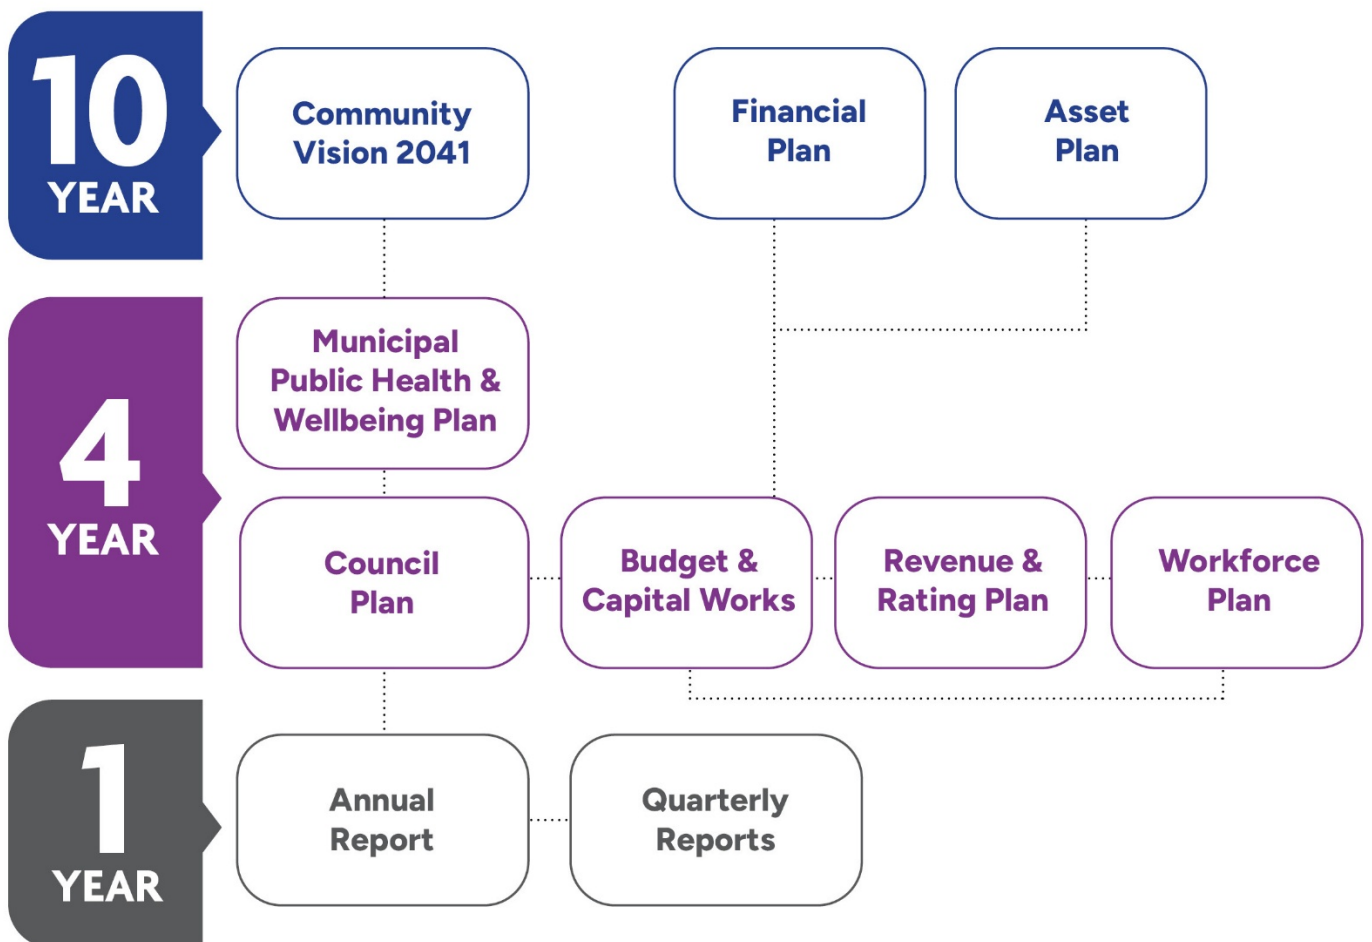 10
YEAR
Community
Vision 2041
Financial
Plan
Asset
Plan
4
YEAR
Municipal
Public Health &
Wellbeing Plan
Council
Plan
Budget &
Capital Works
Revenue &
Rating Plan
Workforce
Plan
1
YEAR
Annual
Report
Quarterly
Reports